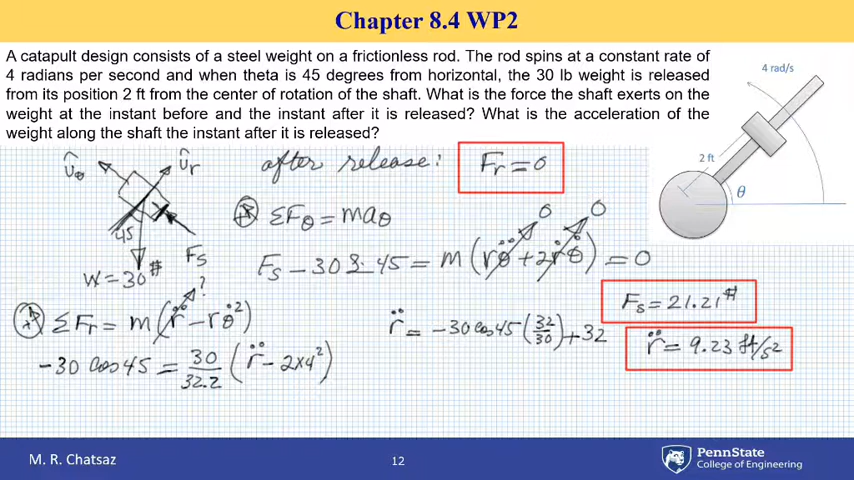 Chapter 8.4 WP2
A catapult design consists of a steel weight on a frictionless rod. The rod spins at a constant rate of
4 radians per second and when theta is 45 degrees from horizontal, the 30 lb weight is released
from its position 2 ft from the center of rotation of the shaft. What is the force the shaft exerts on the
weight at the instant before and the instant after it is released? What is the acceleration of the
weight along the shaft the instant after it is released?
4 rad/s
2 ft
θ
ûθ
ûr
45
Fs
W = 30#
after release: Fr = 0
ΣFθ = maθ
0 0
Fs − 30 45 = m(rθ̈ + 2ṙθ̇) = 0
Fs = 21.21#
?
ΣFr = m(r̈ − rθ̇²)
r̈ = −30 cos45 (32/30) + 32
r̈ = 9.23 ft/s²
−30 cos 45 = 30/32.2 (r̈ − 2×4²)
M. R. Chatsaz
12
PennState
College of Engineering